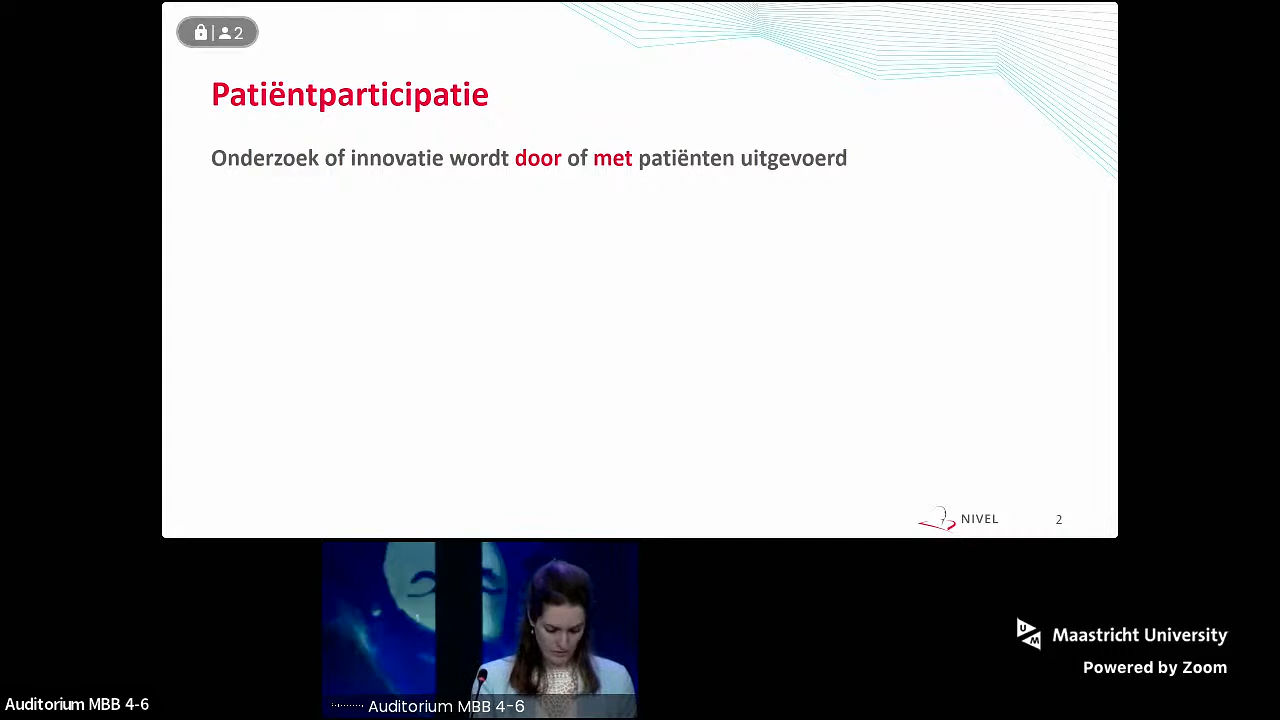 2
Patiëntparticipatie
Onderzoek of innovatie wordt door of met patiënten uitgevoerd
NIVEL
2
UM
Maastricht University
Powered by Zoom
Auditorium MBB 4-6
Auditorium MBB 4-6